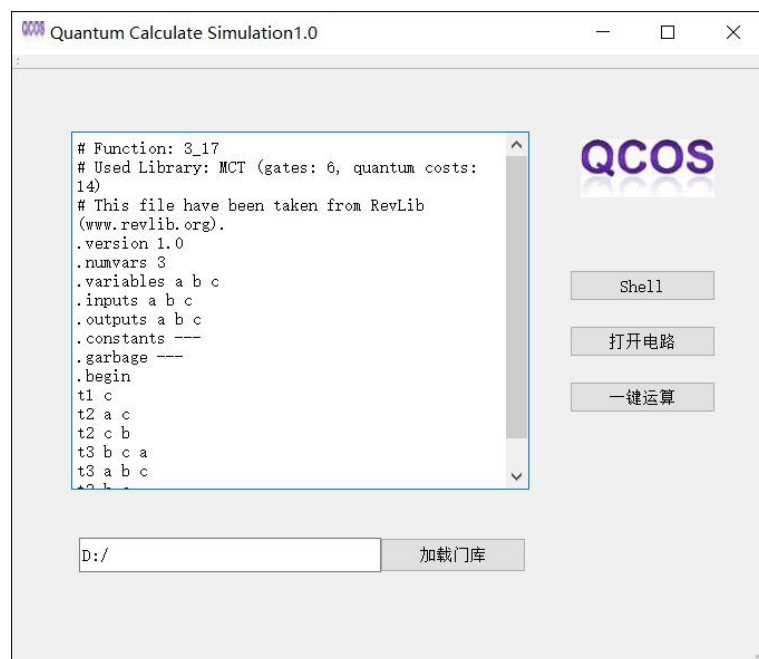 QCOS Quantum Calculate Simulation1.0
# Function: 3_17
# Used Library: MCT (gates: 6, quantum costs:
14)
# This file have been taken from RevLib
(www.revlib.org).
.version 1.0
.numvars 3
.variables a b c
.inputs a b c
.outputs a b c
.constants ---
.garbage ---
.begin
t1 c
t2 a c
t2 c b
t3 b c a
t3 a b c
QCOS
Shell
打开电路
一键运算
D:/
加载门库